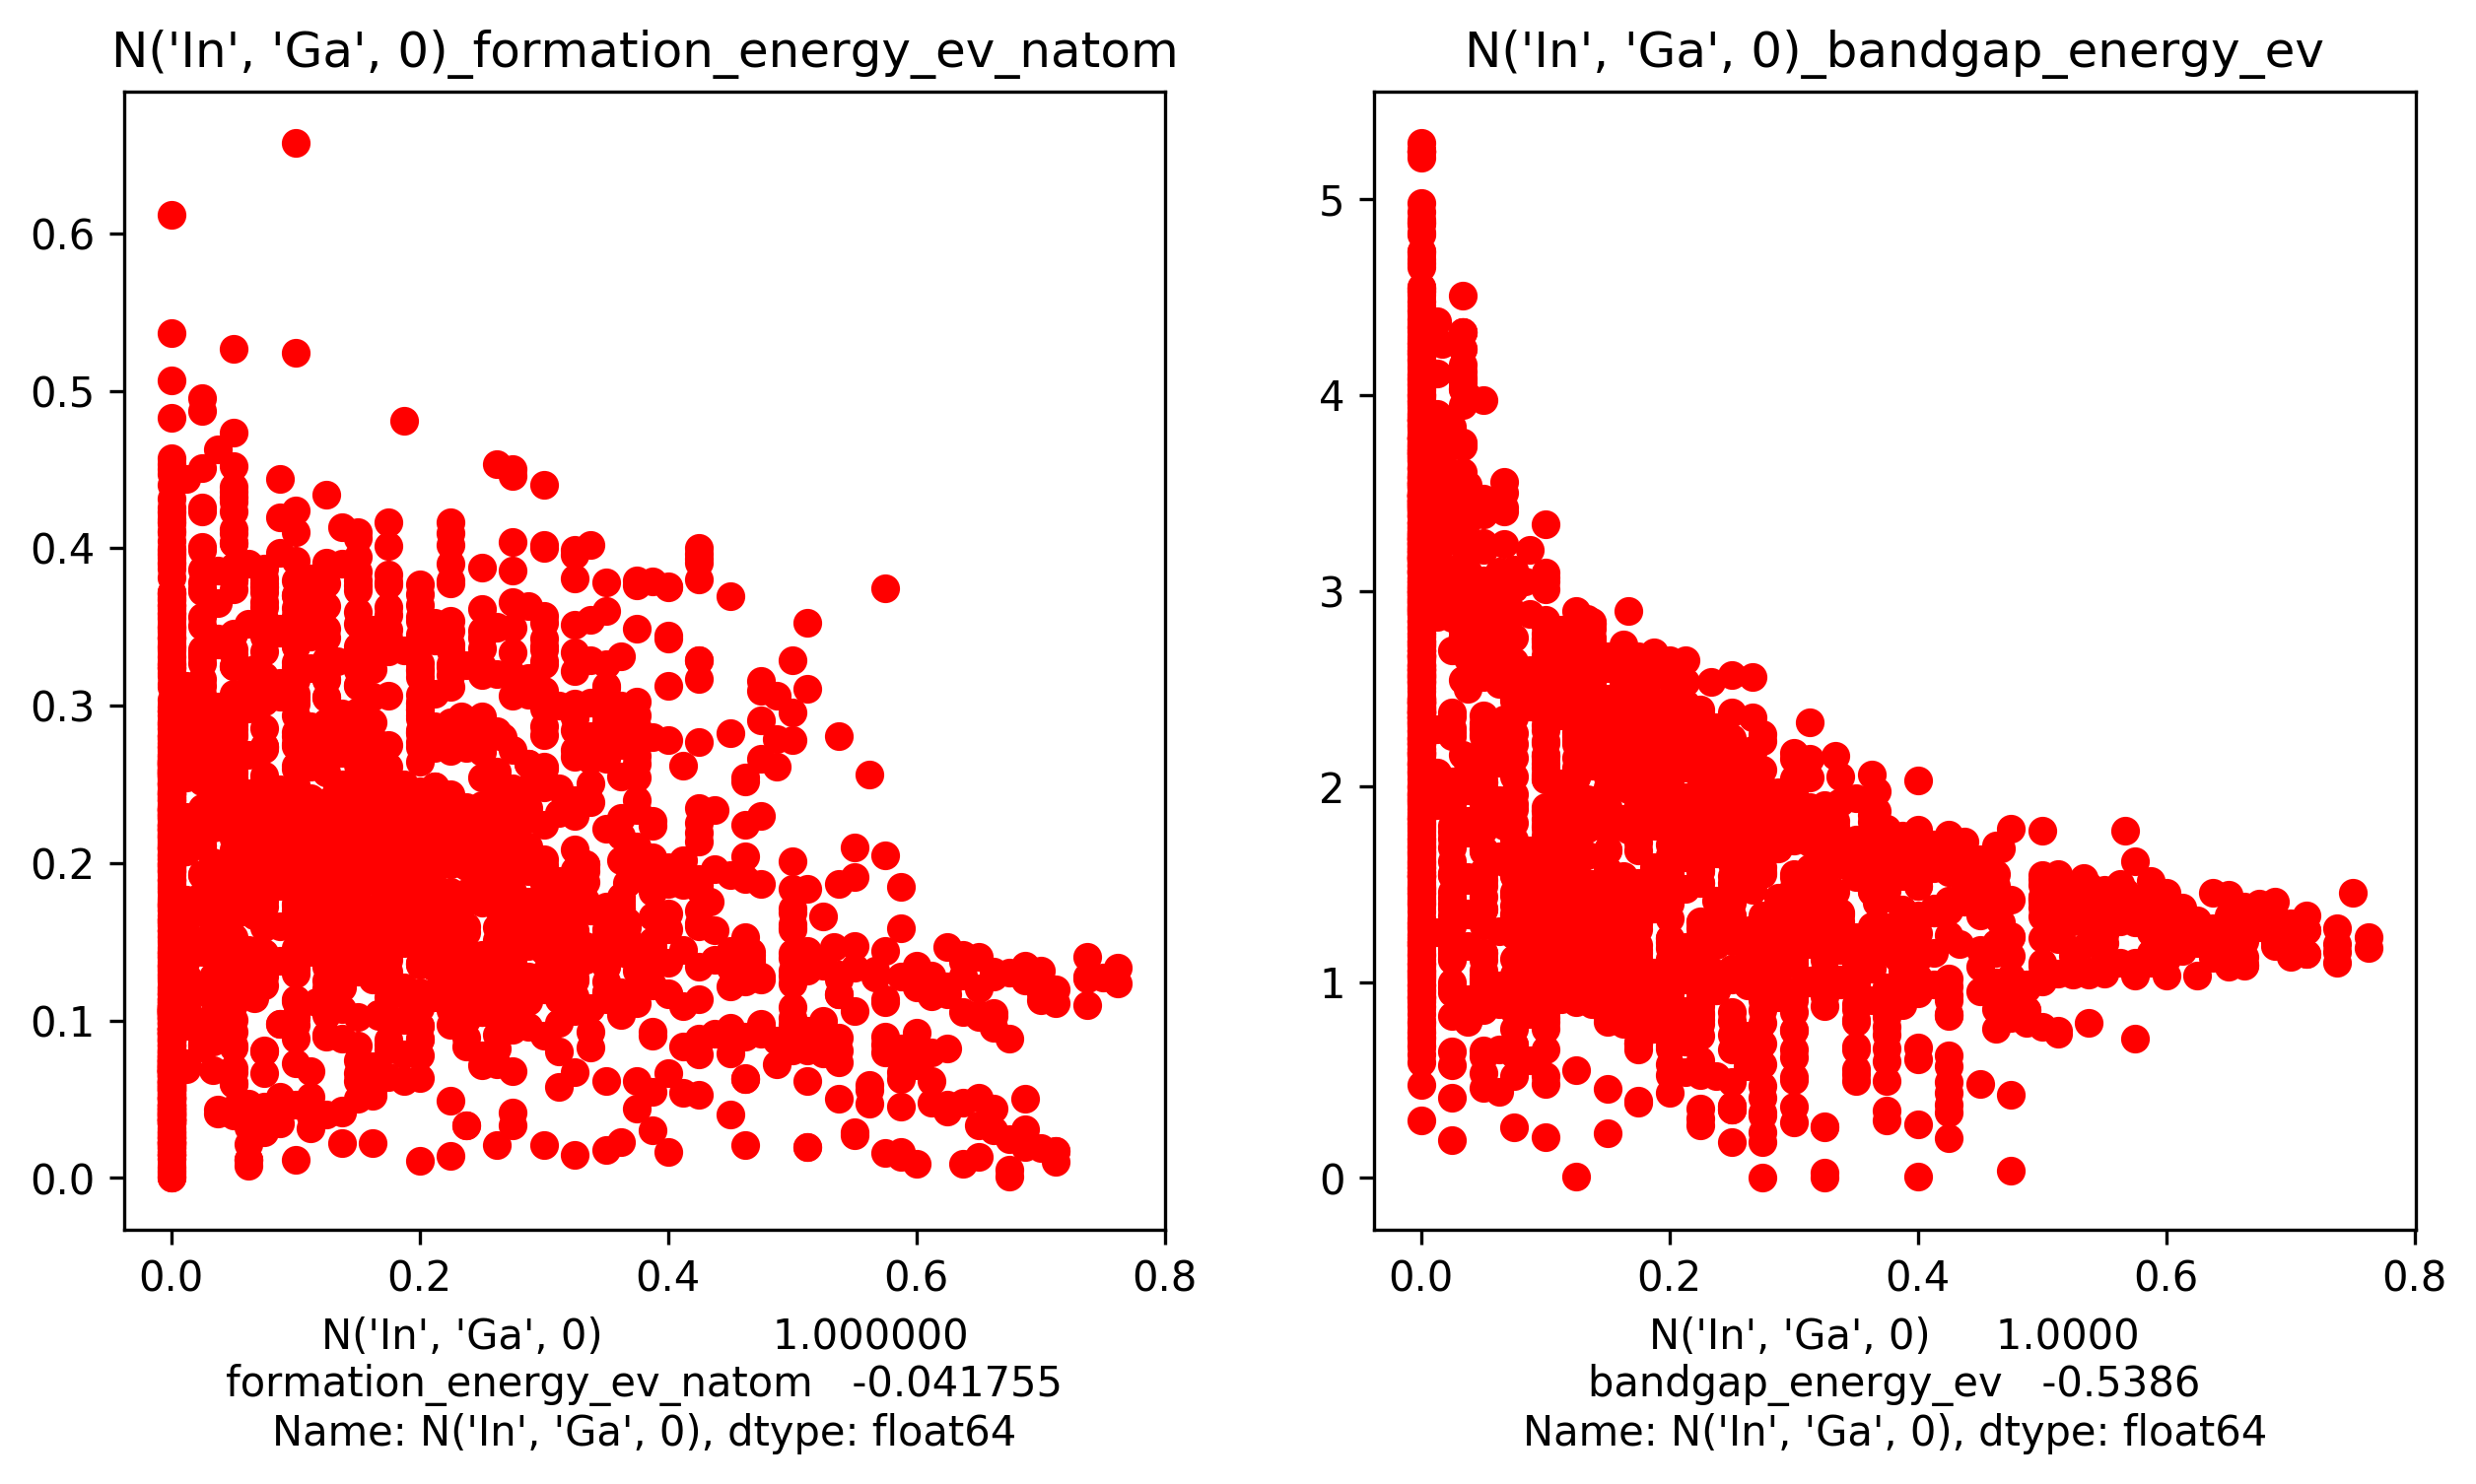 N('In', 'Ga', 0)_formation_energy_ev_natom
0.6
0.5
0.4
0.3
0.2
0.1
0.0
0.0 0.2 0.4 0.6 0.8
N('In', 'Ga', 0) 1.000000
formation_energy_ev_natom -0.041755
Name: N('In', 'Ga', 0), dtype: float64
N('In', 'Ga', 0)_bandgap_energy_ev
5
4
3
2
1
0
0.0 0.2 0.4 0.6 0.8
N('In', 'Ga', 0) 1.0000
bandgap_energy_ev -0.5386
Name: N('In', 'Ga', 0), dtype: float64